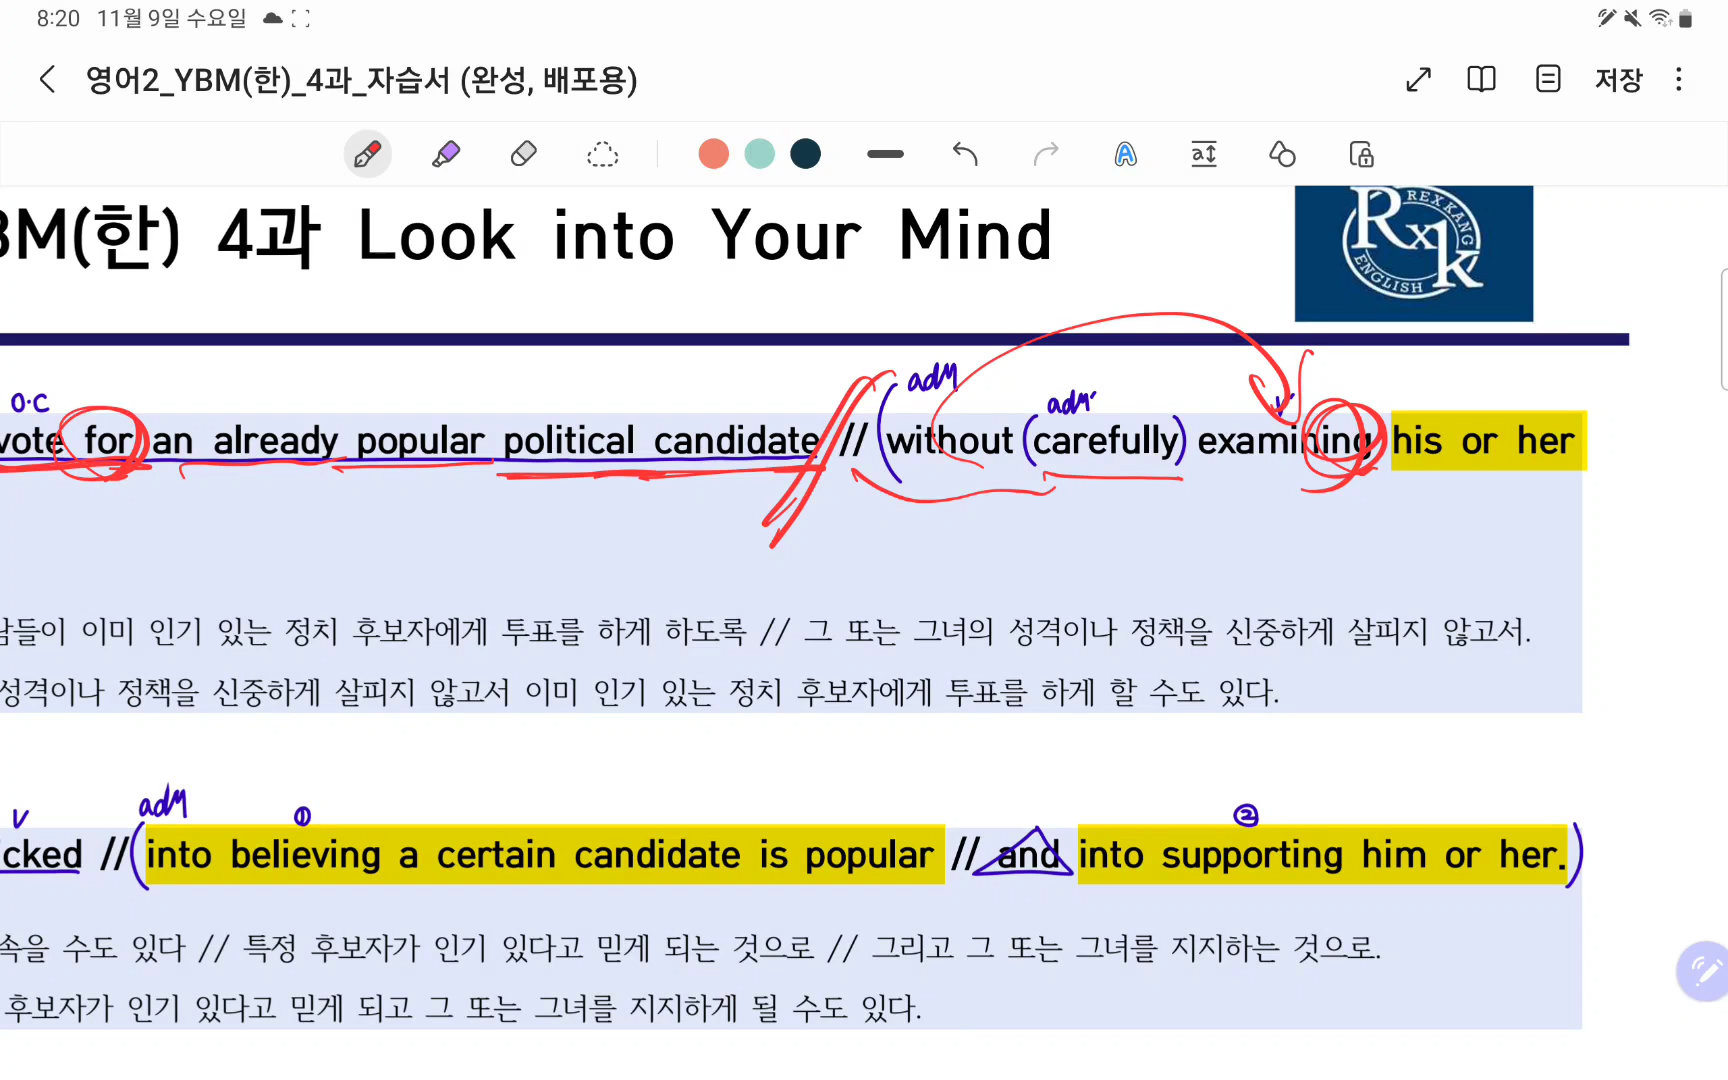 8:20 11월 9일 수요일
영어2_YBM(한)_4과_자습서 (완성, 배포용)
저장
BM(한) 4과 Look into Your Mind
REX KANG
RxK
ENGLISH
o.c adv adv v
vote for an already popular political candidate // (without (carefully) examining his or her
람들이 이미 인기 있는 정치 후보자에게 투표를 하게 하도록 // 그 또는 그녀의 성격이나 정책을 신중하게 살피지 않고서.
성격이나 정책을 신중하게 살피지 않고서 이미 인기 있는 정치 후보자에게 투표를 하게 할 수도 있다.
v adv ① ②
icked //(into believing a certain candidate is popular // and into supporting him or her.)
속을 수도 있다 // 특정 후보자가 인기 있다고 믿게 되는 것으로 // 그리고 그 또는 그녀를 지지하는 것으로.
후보자가 인기 있다고 믿게 되고 그 또는 그녀를 지지하게 될 수도 있다.